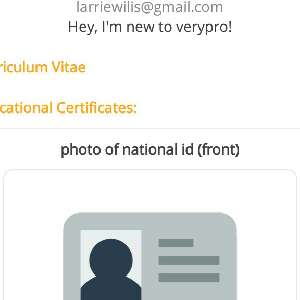 larriewilis@gmail.com
Hey, I'm new to verypro!
riculum Vitae
cational Certificates:
photo of national id (front)